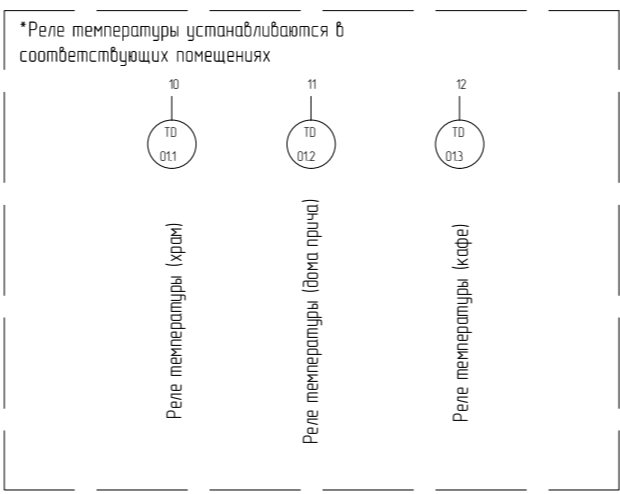 *Реле температуры устанавливаются в
соответствующих помещениях
10
11
12
TD
01.1
TD
01.2
TD
01.3
Реле температуры (храм)
Реле температуры (дома прича)
Реле температуры (кафе)